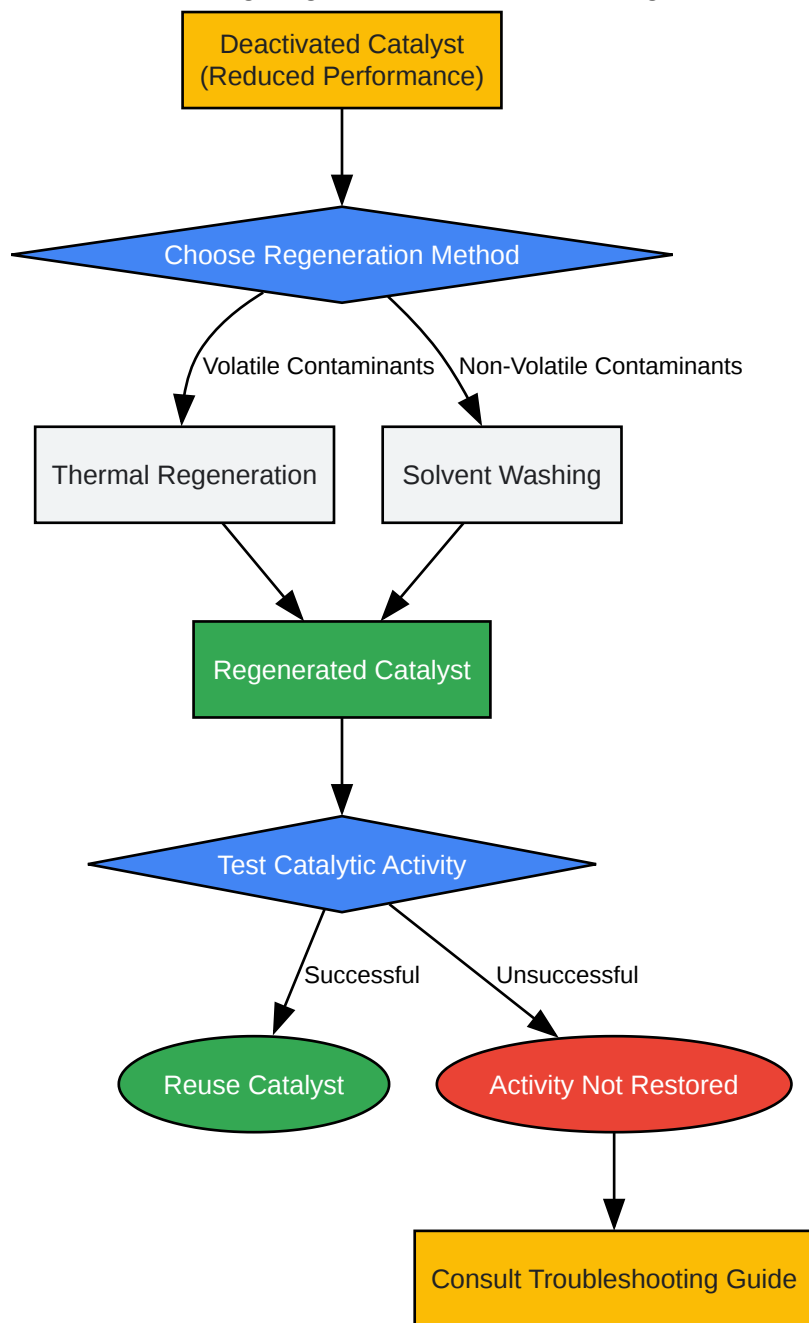 Deactivated Catalyst
(Reduced Performance)
Choose Regeneration Method
Volatile Contaminants
Non-Volatile Contaminants
Thermal Regeneration
Solvent Washing
Regenerated Catalyst
Test Catalytic Activity
Successful
Unsuccessful
Reuse Catalyst
Activity Not Restored
Consult Troubleshooting Guide